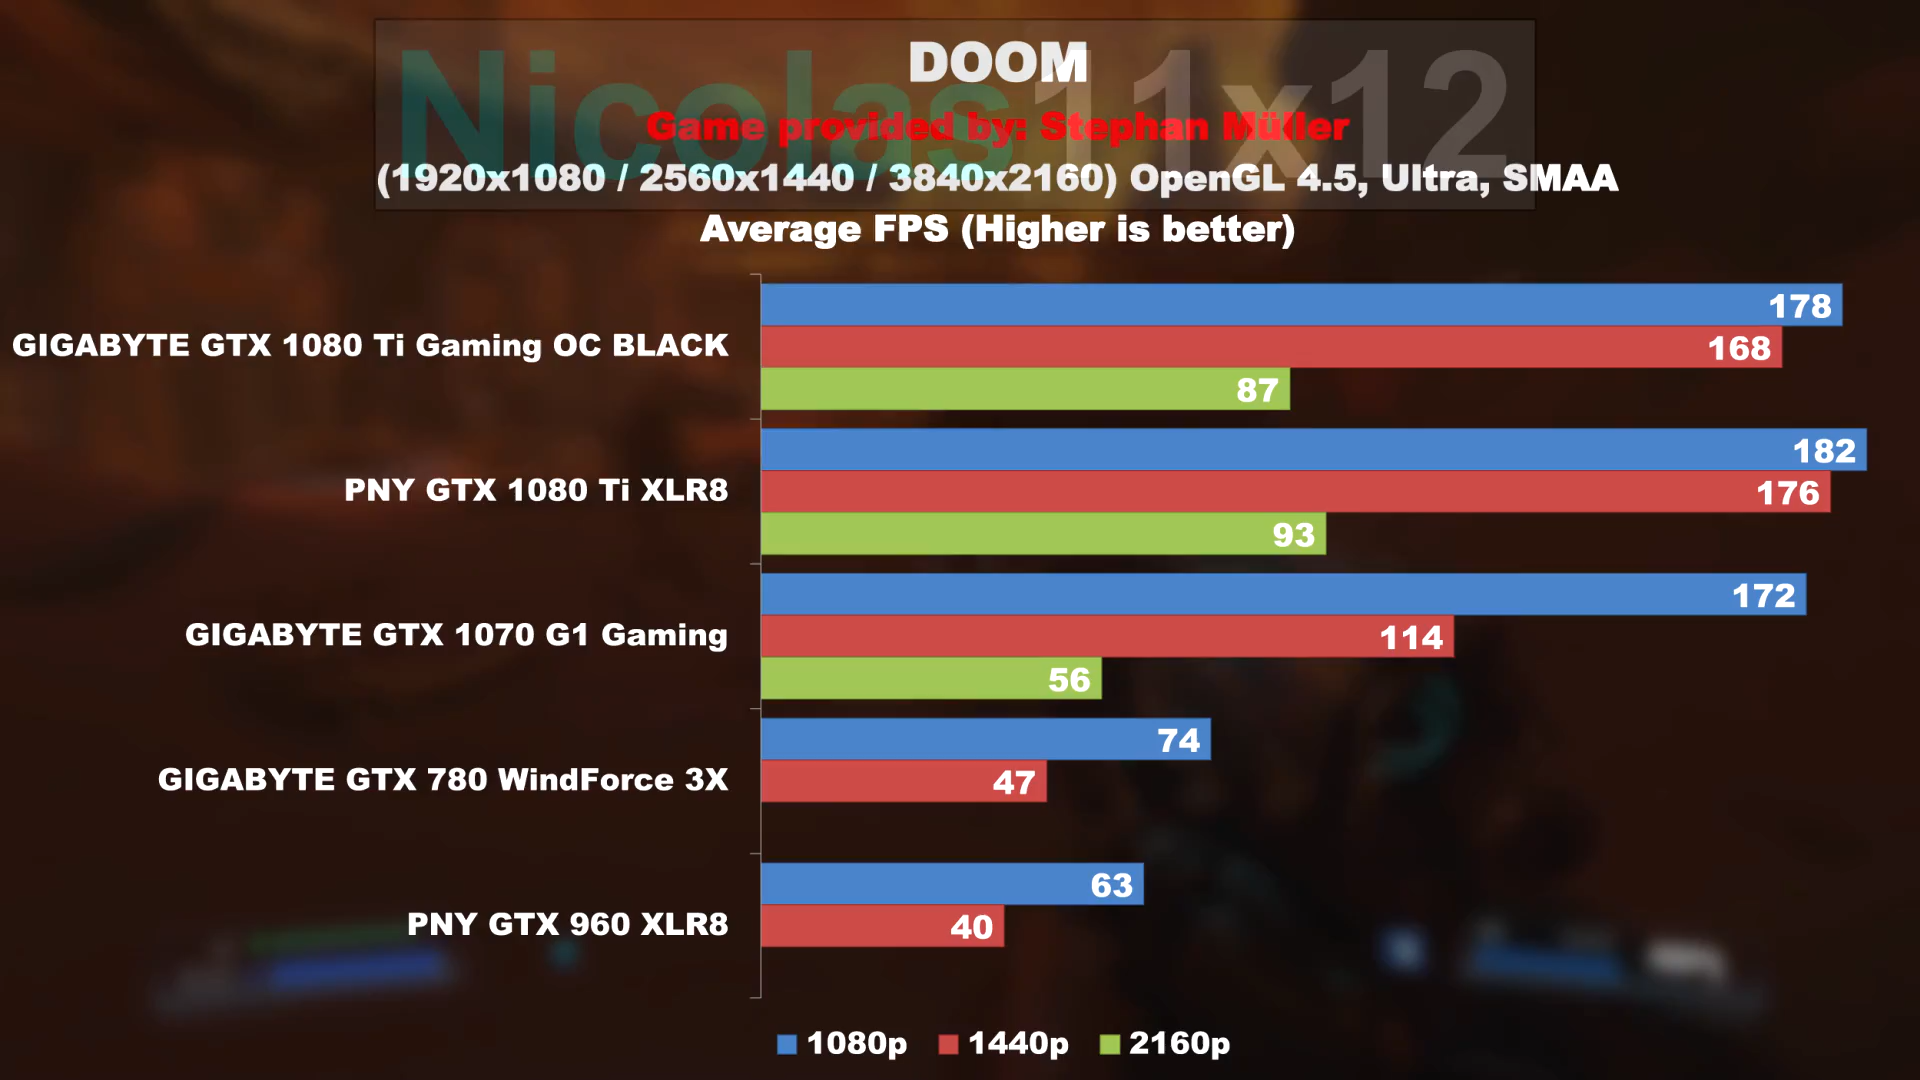 Nicolas11x12
DOOM
Game provided by: Stephan Müller
(1920x1080 / 2560x1440 / 3840x2160) OpenGL 4.5, Ultra, SMAA
Average FPS (Higher is better)
178
GIGABYTE GTX 1080 Ti Gaming OC BLACK 168
87
182
PNY GTX 1080 Ti XLR8 176
93
172
GIGABYTE GTX 1070 G1 Gaming 114
56
74
GIGABYTE GTX 780 WindForce 3X 47
63
PNY GTX 960 XLR8 40
1080p 1440p 2160p